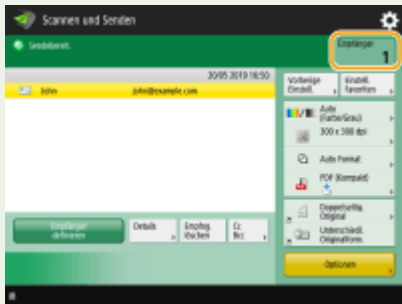 Scannen und Senden
Sendebereit.
Empfänger
1
20/05 2019 16:50
John
john@example.com
Vorherige
Einstell.
Einstell.
Favoriten
Auto
(Farbe/Grau)
300 x 300 dpi
Auto Format
PDF (Kompakt)
Doppelseitig.
Original
Unterschiedl.
Originalform.
Empfänger
definieren
Details
Empfng.
löschen
Cc
Bcc
Optionen